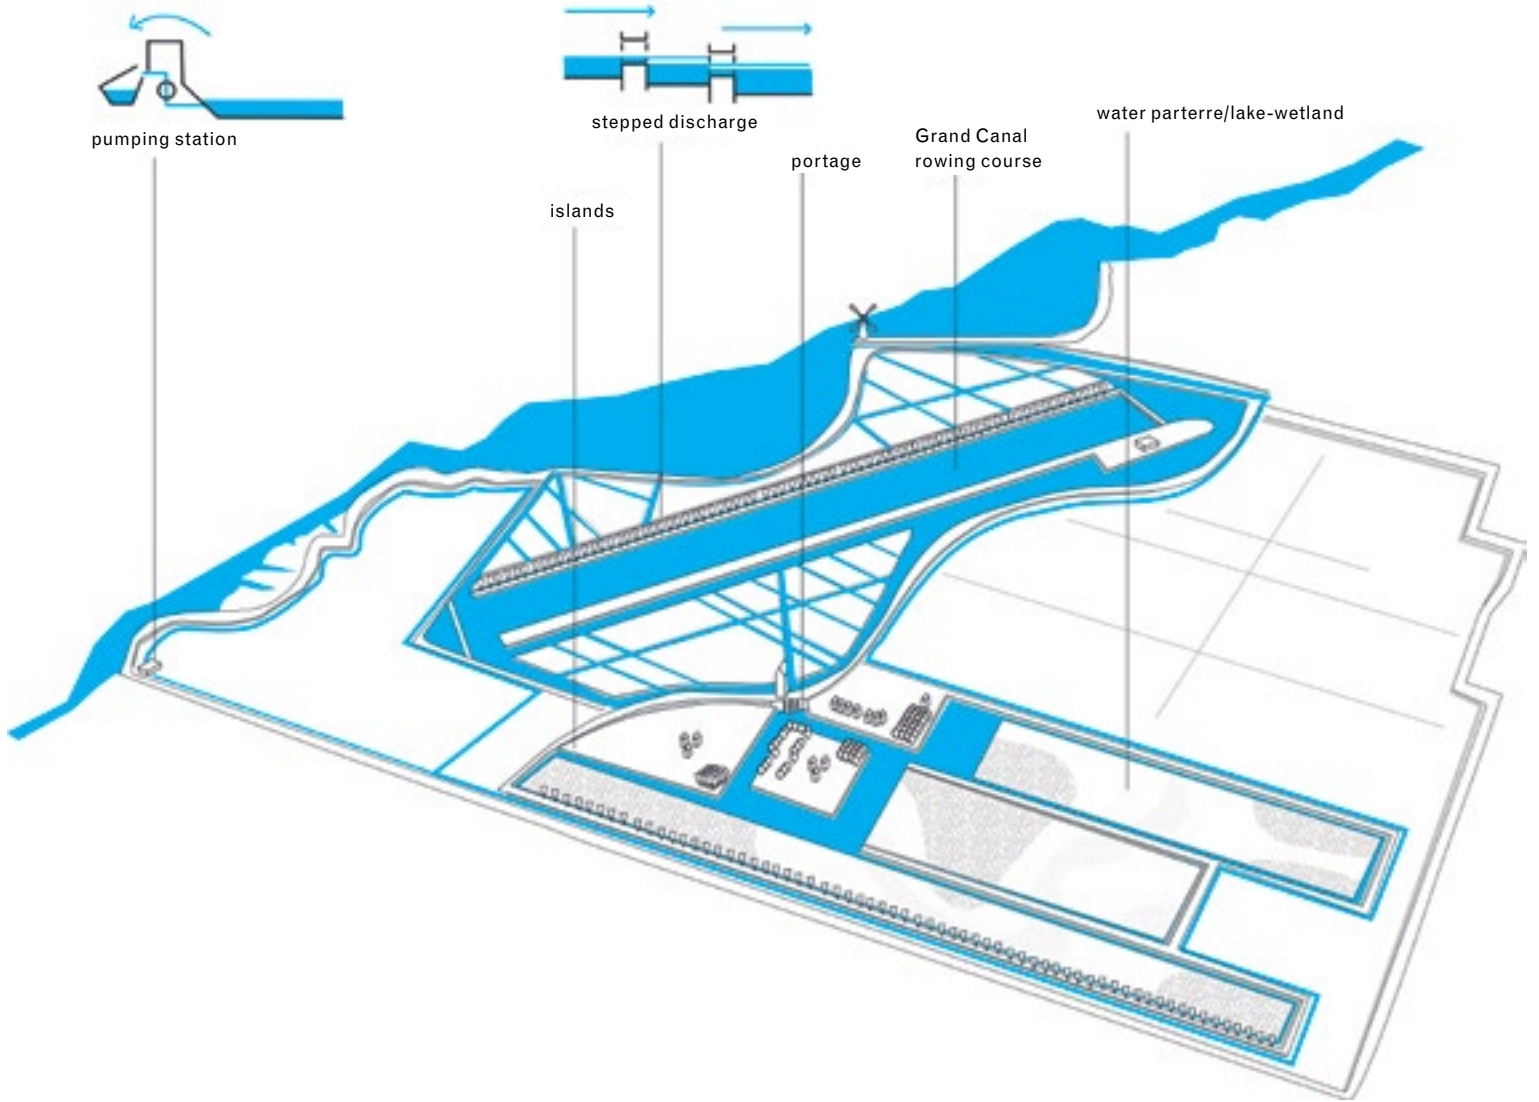 pumping station
stepped discharge
water parterre/lake-wetland
Grand Canal
rowing course
portage
islands